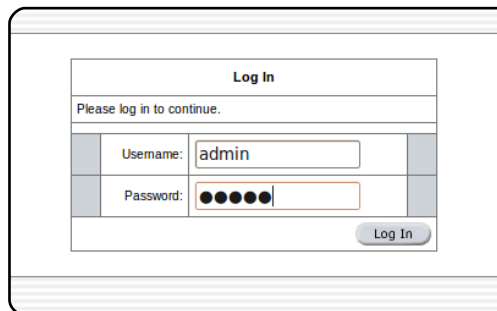 Log In
Please log in to continue.
Username: admin
Password: ●●●●●
Log In